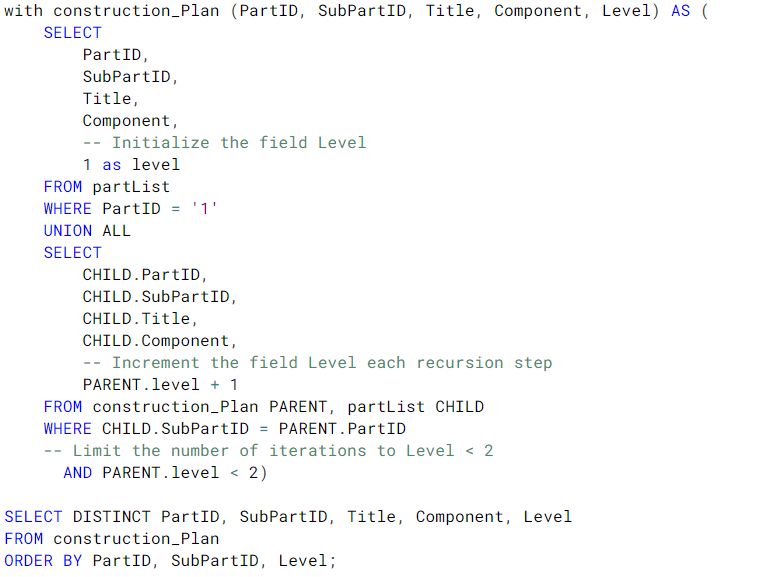 with construction_Plan (PartID, SubPartID, Title, Component, Level) AS (
    SELECT
        PartID,
        SubPartID,
        Title,
        Component,
        -- Initialize the field Level
        1 as level
    FROM partList
    WHERE PartID = '1'
    UNION ALL
    SELECT
        CHILD.PartID,
        CHILD.SubPartID,
        CHILD.Title,
        CHILD.Component,
        -- Increment the field Level each recursion step
        PARENT.level + 1
    FROM construction_Plan PARENT, partList CHILD
    WHERE CHILD.SubPartID = PARENT.PartID
    -- Limit the number of iterations to Level < 2
      AND PARENT.level < 2)

SELECT DISTINCT PartID, SubPartID, Title, Component, Level
FROM construction_Plan
ORDER BY PartID, SubPartID, Level;